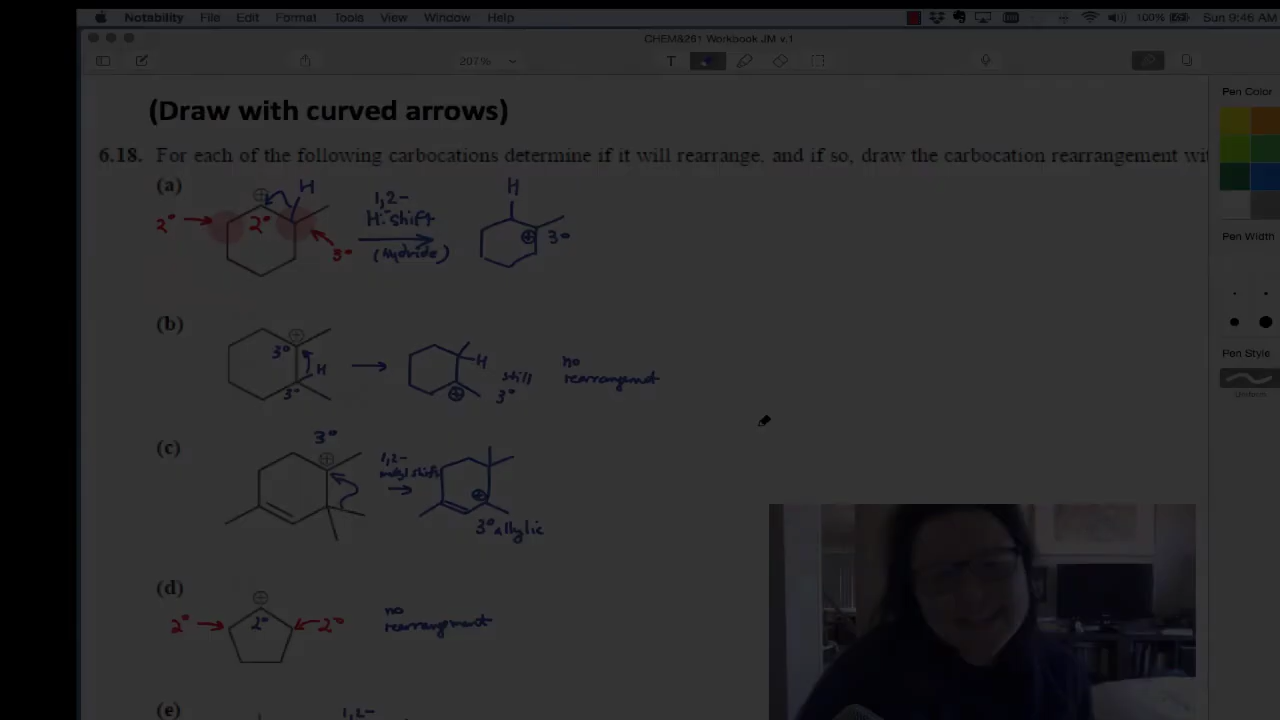 Notability File Edit Format Tools View Window Help 100% Sun 9:46 AM
CHEM&261 Workbook JM v.1
207% T
Pen Color
(Draw with curved arrows)
6.18. For each of the following carbocations determine if it will rearrange, and if so, draw the carbocation rearrangement wit
(a)
H
2° 2° 3°
1,2-
H:⁻shift
(hydride)
H
⊕ 3°
Pen Width
(b)
⊕
3° H
3°
⊕ H
still
3°
no
rearrangement
Pen Style
Uniform
(c)
3°
⊕
1,2-
methyl shift
⊕
3° allylic
(d)
⊕
2° 2° 2°
no
rearrangement
(e)
1,2-